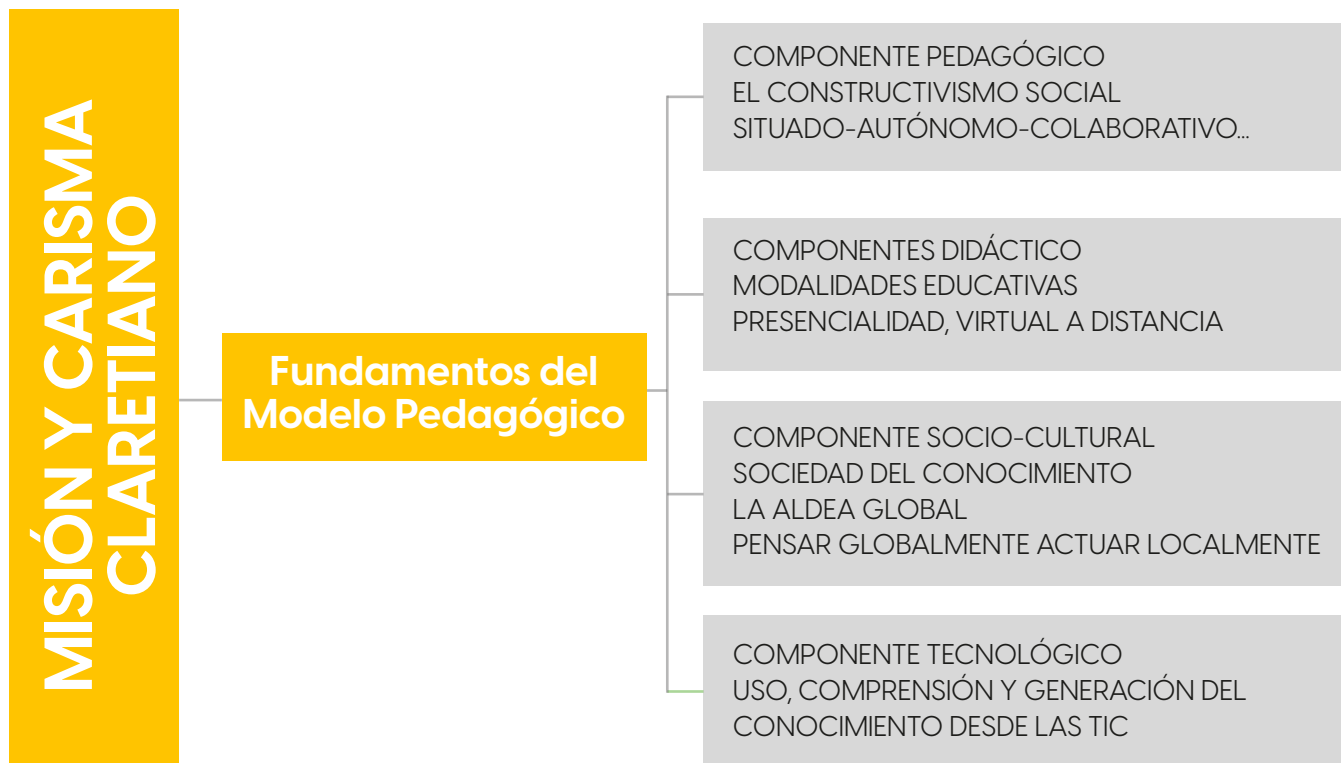 MISIÓN Y CARISMA
CLARETIANO
Fundamentos del
Modelo Pedagógico
COMPONENTE PEDAGÓGICO
EL CONSTRUCTIVISMO SOCIAL
SITUADO-AUTÓNOMO-COLABORATIVO...
COMPONENTES DIDÁCTICO
MODALIDADES EDUCATIVAS
PRESENCIALIDAD, VIRTUAL A DISTANCIA
COMPONENTE SOCIO-CULTURAL
SOCIEDAD DEL CONOCIMIENTO
LA ALDEA GLOBAL
PENSAR GLOBALMENTE ACTUAR LOCALMENTE
COMPONENTE TECNOLÓGICO
USO, COMPRENSIÓN Y GENERACIÓN DEL
CONOCIMIENTO DESDE LAS TIC